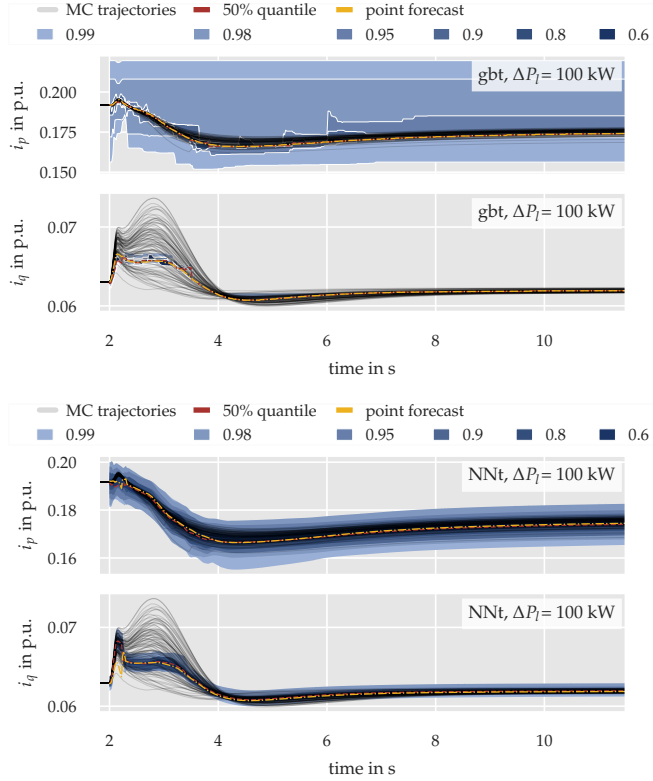 MC trajectories 50% quantile point forecast
0.99 0.98 0.95 0.9 0.8 0.6
gbt, ΔP_l = 100 kW
i_p in p.u.
0.200
0.175
0.150
gbt, ΔP_l = 100 kW
i_q in p.u.
0.07
0.06
2 4 6 8 10
time in s
MC trajectories 50% quantile point forecast
0.99 0.98 0.95 0.9 0.8 0.6
NNt, ΔP_l = 100 kW
i_p in p.u.
0.20
0.18
0.16
NNt, ΔP_l = 100 kW
i_q in p.u.
0.07
0.06
2 4 6 8 10
time in s